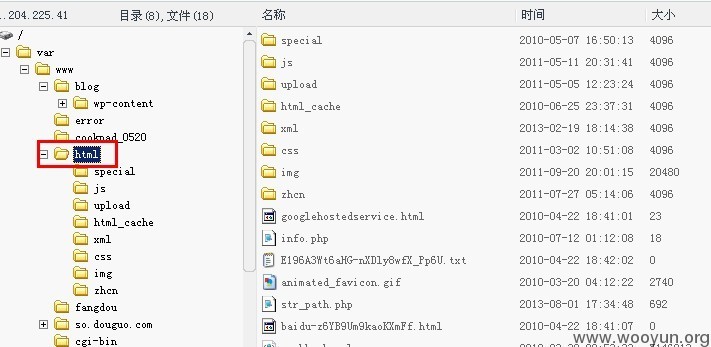 .204.225.41 目录(8),文件(18)
名称 时间 大小
/
var
www
blog
wp-content
error
cookpad_0520
html
special
js
upload
html_cache
xml
css
img
zhcn
fangdou
so.douguo.com
cgi-bin
special 2010-05-07 16:50:13 4096
js 2011-05-11 20:31:41 4096
upload 2011-05-05 12:23:24 4096
html_cache 2010-06-25 23:37:31 4096
xml 2013-02-19 18:14:38 4096
css 2011-03-02 10:51:08 4096
img 2011-09-20 20:01:15 20480
zhcn 2011-07-27 05:14:06 4096
googlehostedservice.html 2010-04-22 18:41:01 23
info.php 2010-07-12 01:12:08 18
E196A3Wt6aHG-nXDly8wfX_Pp6U.txt 2010-04-22 18:42:02 0
animated_favicon.gif 2010-03-20 04:12:22 2740
str_path.php 2013-08-01 17:34:48 692
baidu-z6YB9Um9kaoKXmFf.html 2010-04-22 18:41:07 0
www.wooyun.org